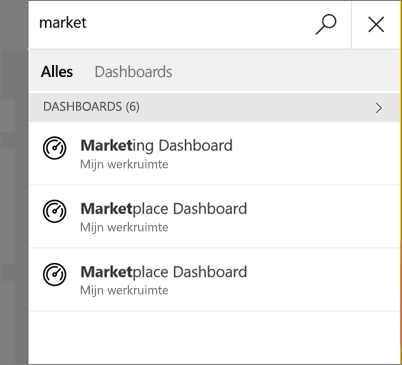 market
Alles Dashboards
DASHBOARDS (6)
Marketing Dashboard
Mijn werkruimte
Marketplace Dashboard
Mijn werkruimte
Marketplace Dashboard
Mijn werkruimte